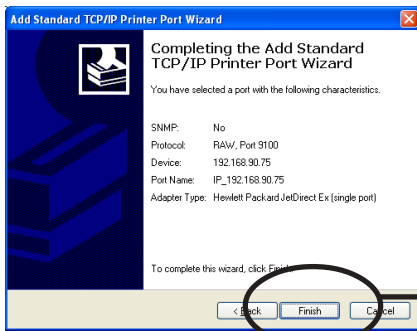 Add Standard TCP/IP Printer Port Wizard
Completing the Add Standard
TCP/IP Printer Port Wizard
You have selected a port with the following characteristics.
SNMP: No
Protocol: RAW, Port 9100
Device: 192.168.90.75
Port Name: IP_192.168.90.75
Adapter Type: Hewlett Packard JetDirect Ex (single port)
To complete this wizard, click Finish.
< Back Finish Cancel